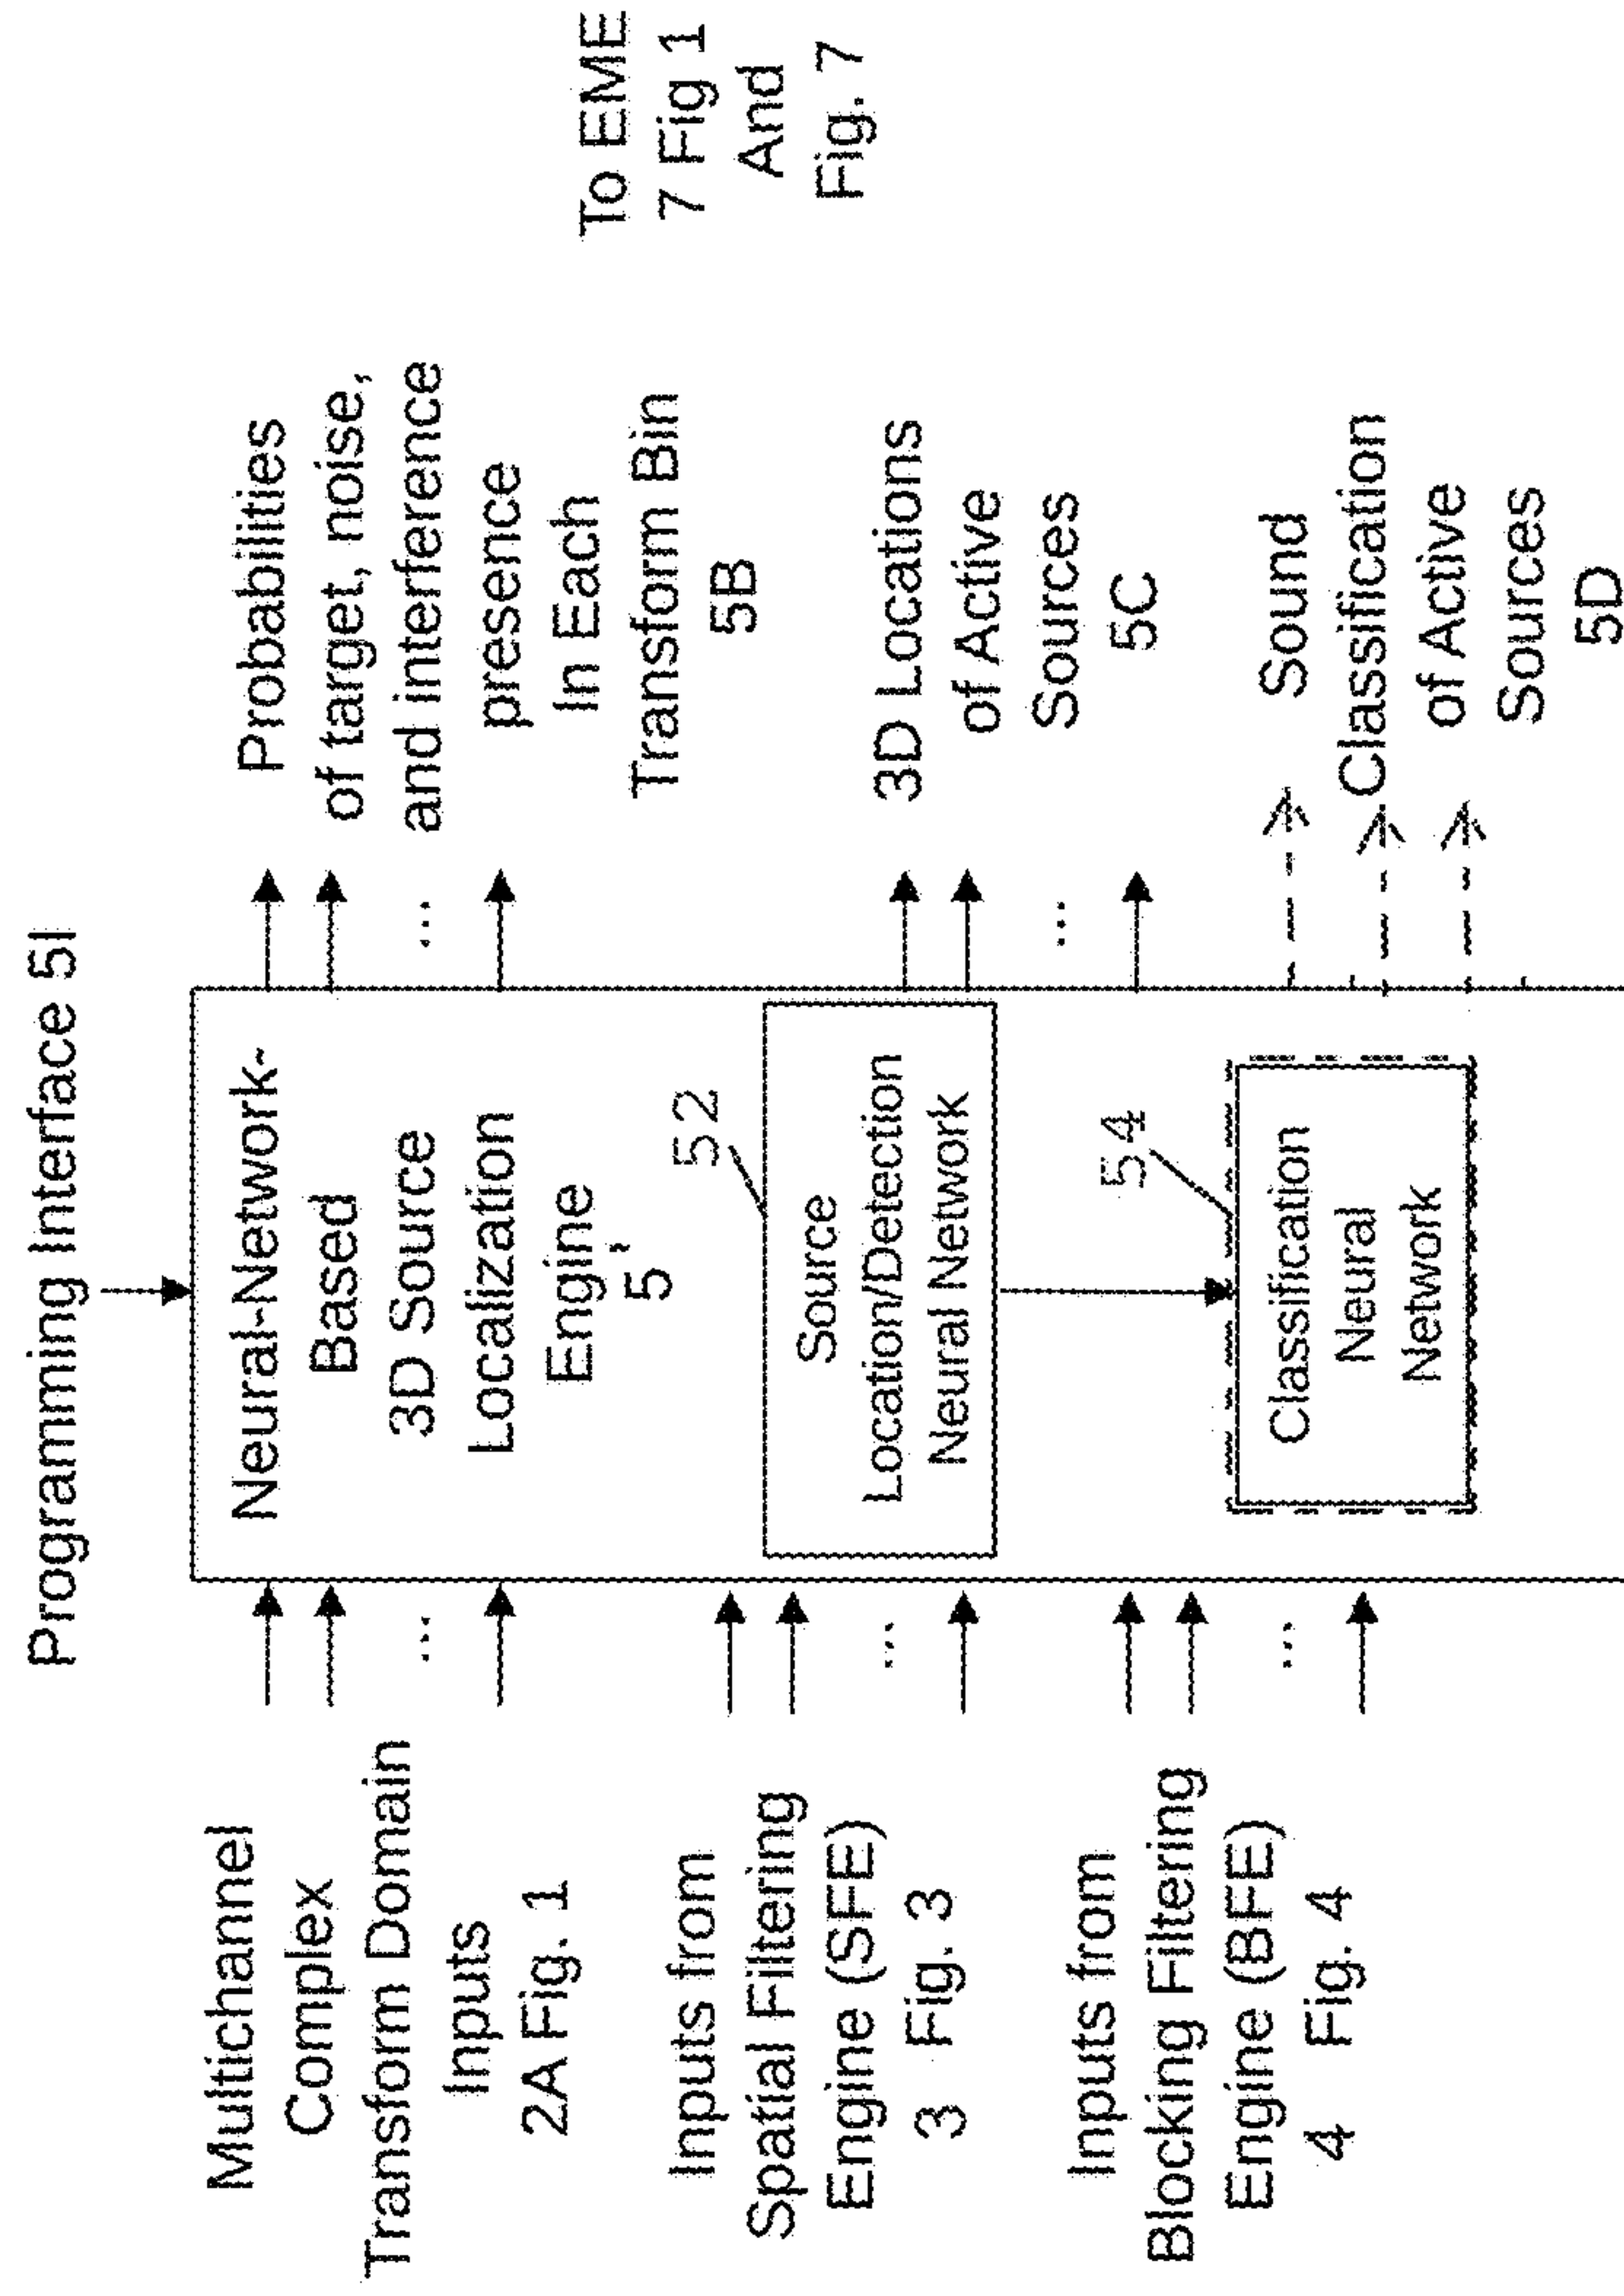 Programming Interface 5I
Multichannel
Complex
Transform Domain
Inputs
2A Fig. 1
Inputs from
Spatial Filtering
Engine (SFE)
3 Fig. 3
Inputs from
Blocking Filtering
Engine (BFE)
4 Fig. 4
...
...
...
Neural-Network-
Based
3D Source
Localization
Engine
5'
52
Source
Location/Detection
Neural Network
54
Classification
Neural
Network
...
...
Probabilities
of target, noise,
and interference
presence
In Each
Transform Bin
5B
3D Locations
of Active
Sources
5C
Sound
Classification
of Active
Sources
5D
To EME
7 Fig 1
And
Fig. 7